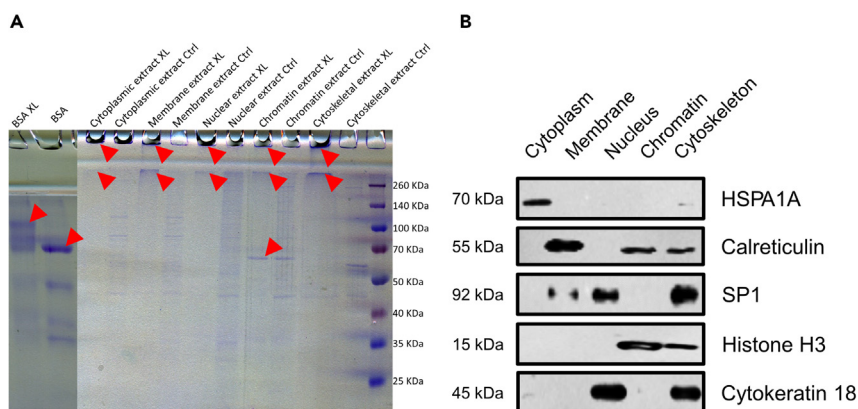 A
BSA XL
BSA
Cytoplasmic extract XL
Cytoplasmic extract Ctrl
Membrane extract XL
Membrane extract Ctrl
Nuclear extract XL
Nuclear extract Ctrl
Chromatin extract XL
Chromatin extract Ctrl
Cytoskeletal extract XL
Cytoskeletal extract Ctrl
260 KDa
140 KDa
100 KDa
70 KDa
50 KDa
40 KDa
35 KDa
25 KDa
B
Cytoplasm
Membrane
Nucleus
Chromatin
Cytoskeleton
70 kDa HSPA1A
55 kDa Calreticulin
92 kDa SP1
15 kDa Histone H3
45 kDa Cytokeratin 18